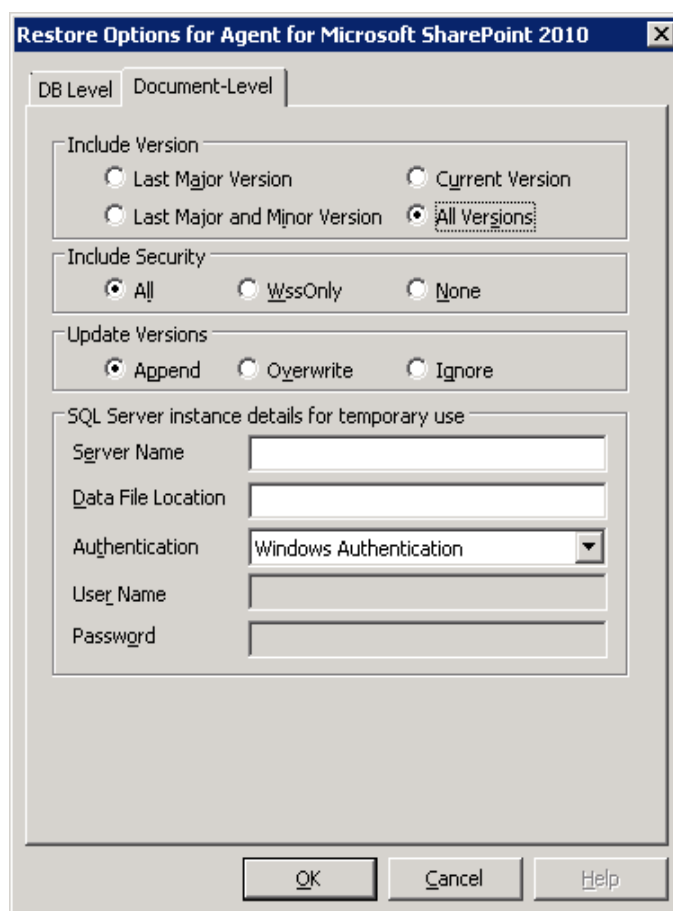 Restore Options for Agent for Microsoft SharePoint 2010
DB Level Document-Level
Include Version
Last Major Version Current Version
Last Major and Minor Version All Versions
Include Security
All WssOnly None
Update Versions
Append Overwrite Ignore
SQL Server instance details for temporary use
Server Name
Data File Location
Authentication Windows Authentication
User Name
Password
OK Cancel Help